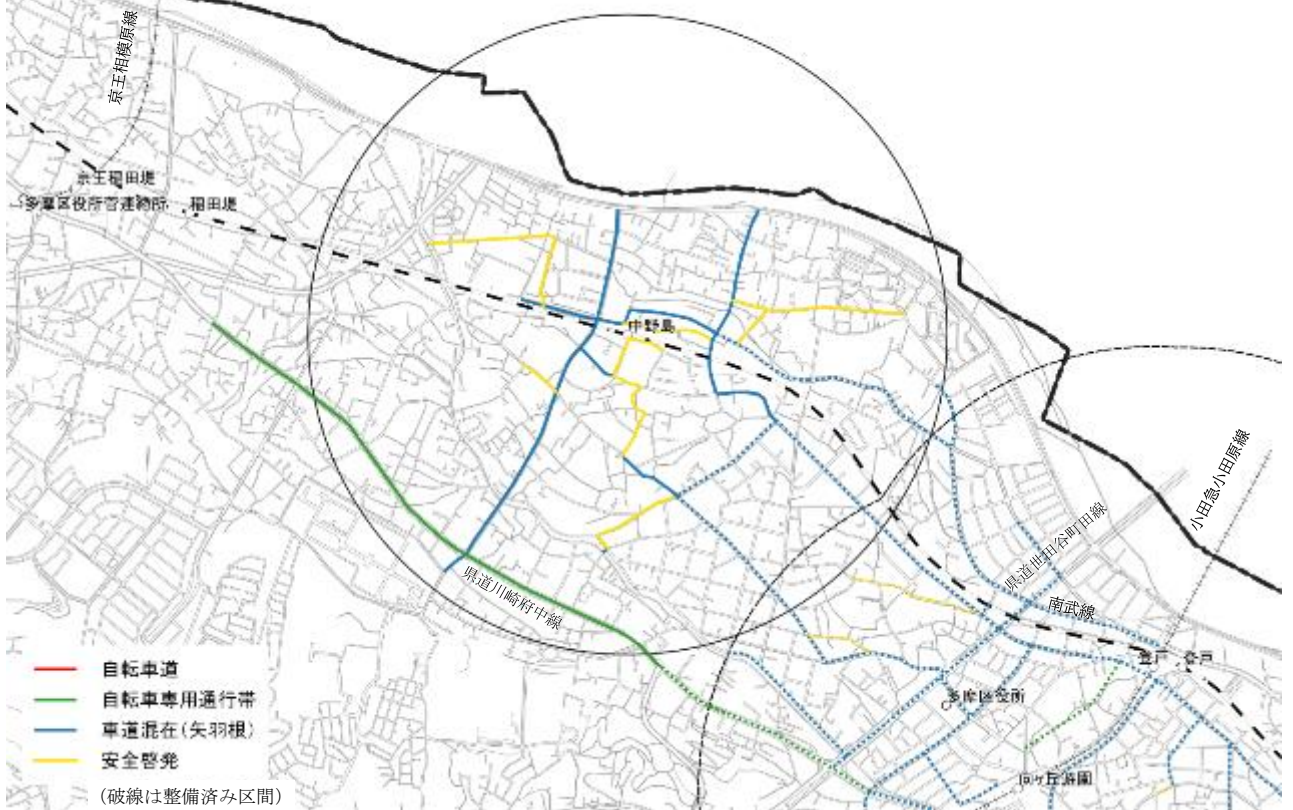 京王相模原線
京王稲田堤
多摩区役所菅連絡所
稲田堤
中野島
小田急小田原線
県道世田谷町田線
南武線
県道川崎府中線
登戸
登戸
多摩区役所
向ヶ丘遊園
自転車道
自転車専用通行帯
車道混在(矢羽根)
安全啓発
(破線は整備済み区間)